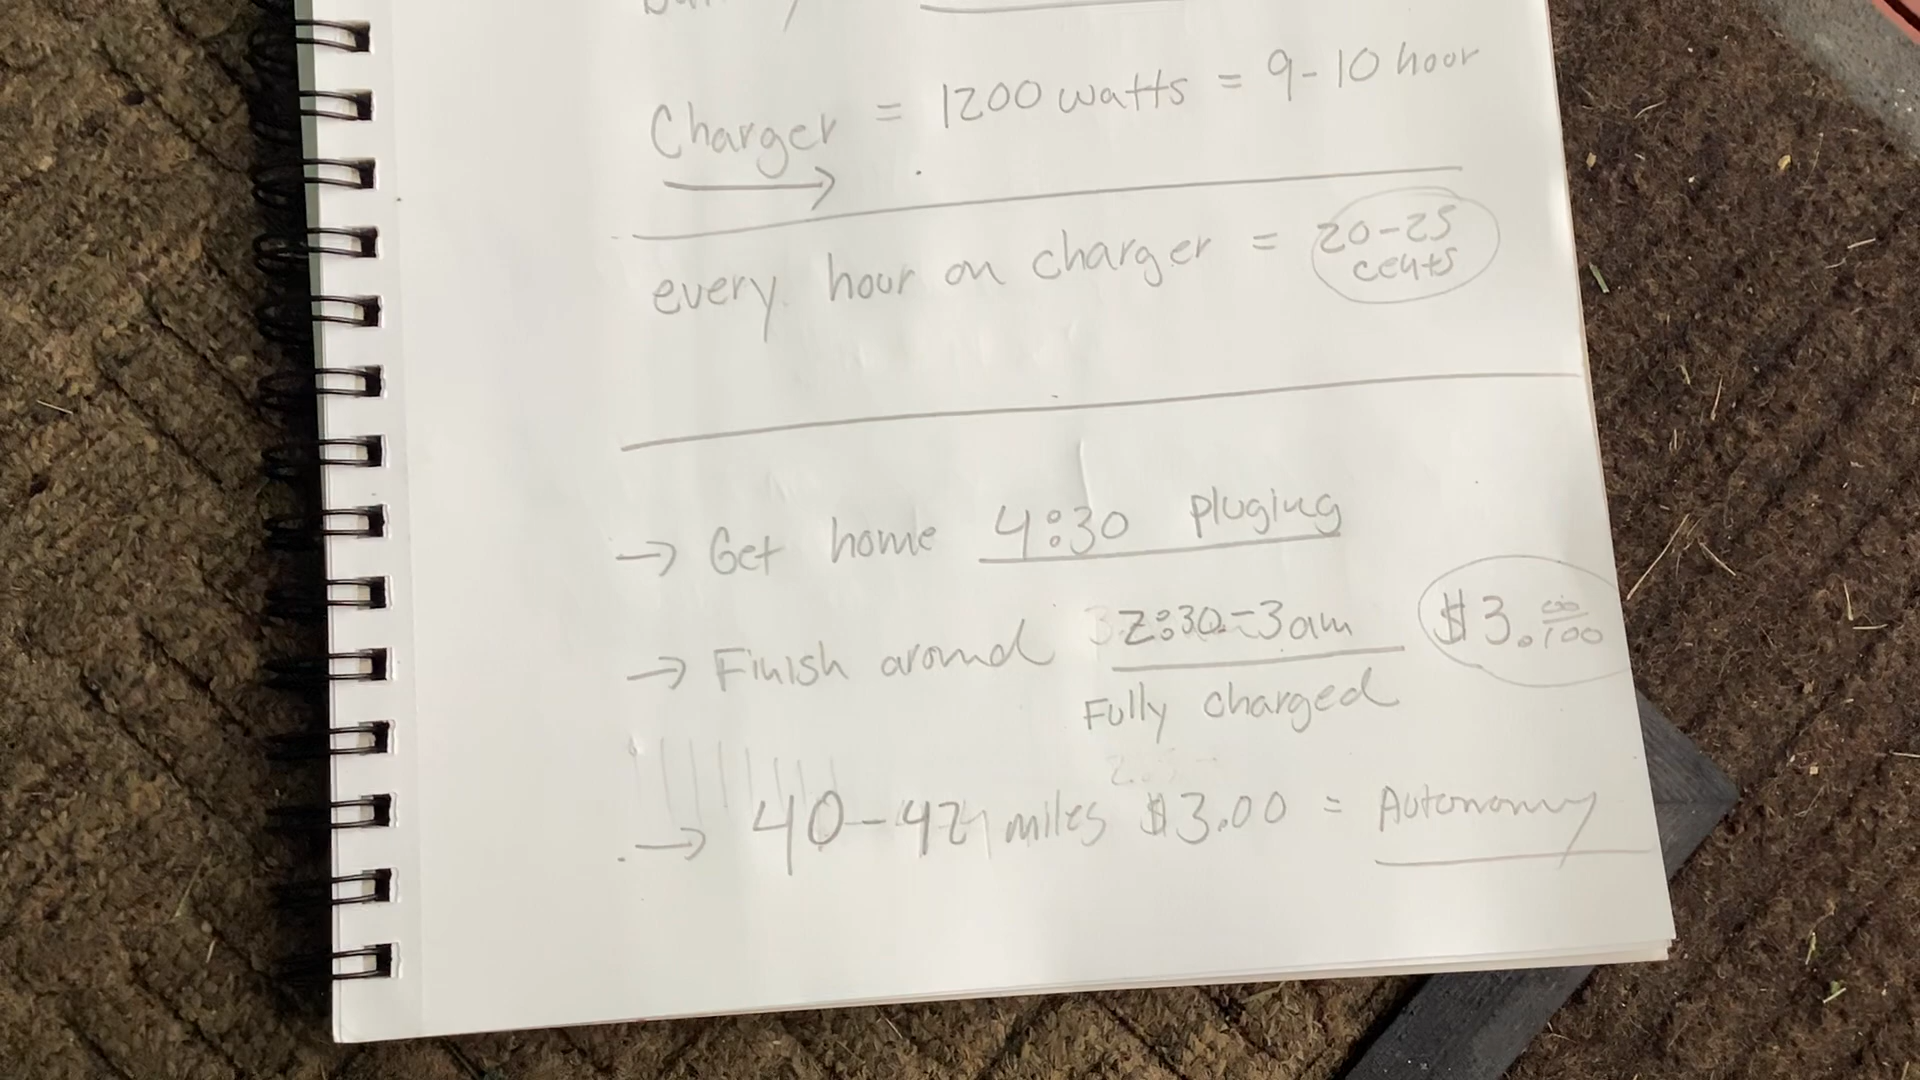 Charger = 1200 watts = 9-10 hour
every hour on charger = 20-25 cents
→ Get home 4:30 pluging
→ Finish around 2:30-3am $3.00/100
Fully charged
→ 40-42 miles $3.00 = Autonomy